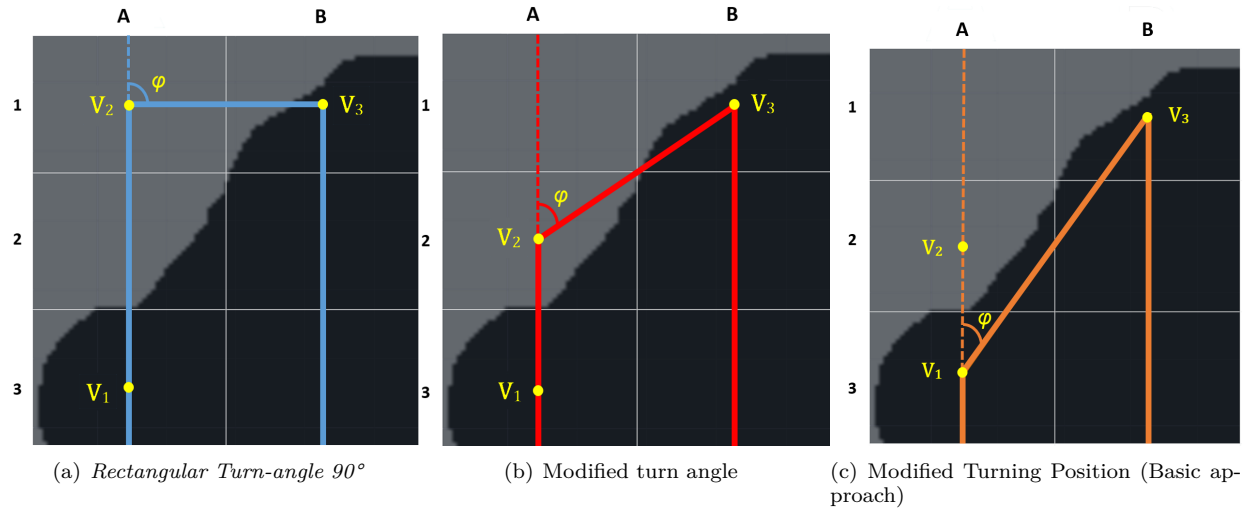 A B
1
2
3
φ
V₂
V₃
V₁
(a) Rectangular Turn-angle 90°
A B
1
2
3
V₃
φ
V₂
V₁
(b) Modified turn angle
A B
1
2
3
V₃
V₂
φ
V₁
(c) Modified Turning Position (Basic ap-
proach)